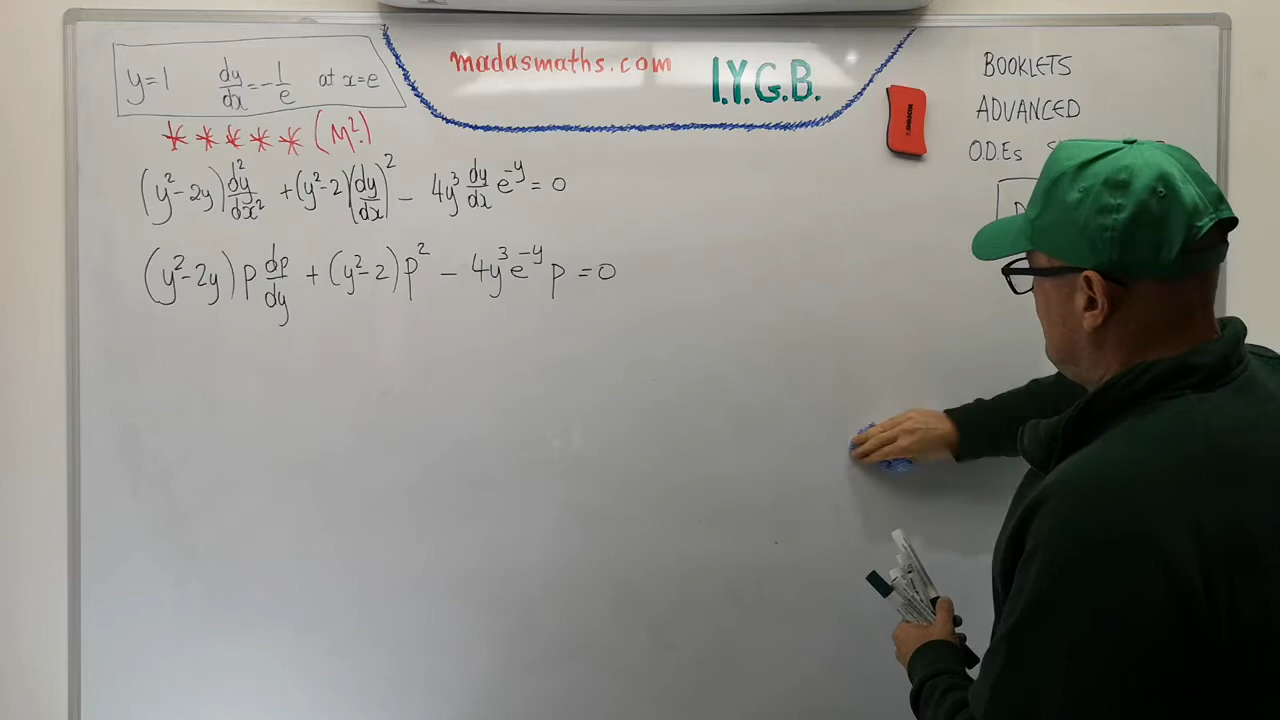 y=1 dy/dx=-1/e at x=e
madasmaths.com
I.Y.G.B.
BOOKLETS
ADVANCED
O.D.Es
***** (M²?)
(y²-2y) d²y/dx² + (y²-2)(dy/dx)² - 4y³ dy/dx e^-y = 0
(y²-2y) p dp/dy + (y²-2) p² - 4y³ e^-y p = 0